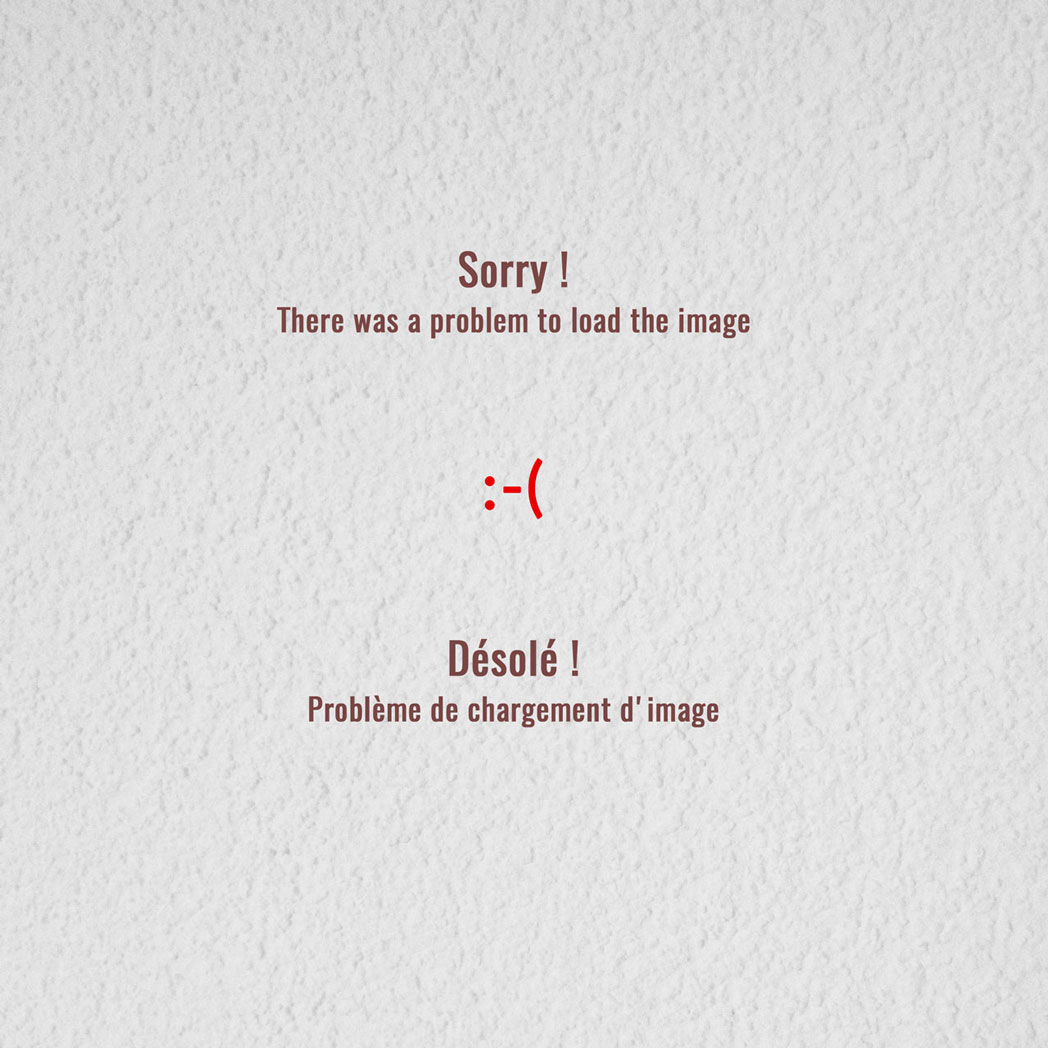 Sorry !
There was a problem to load the image
:-(
Désolé !
Problème de chargement d'image